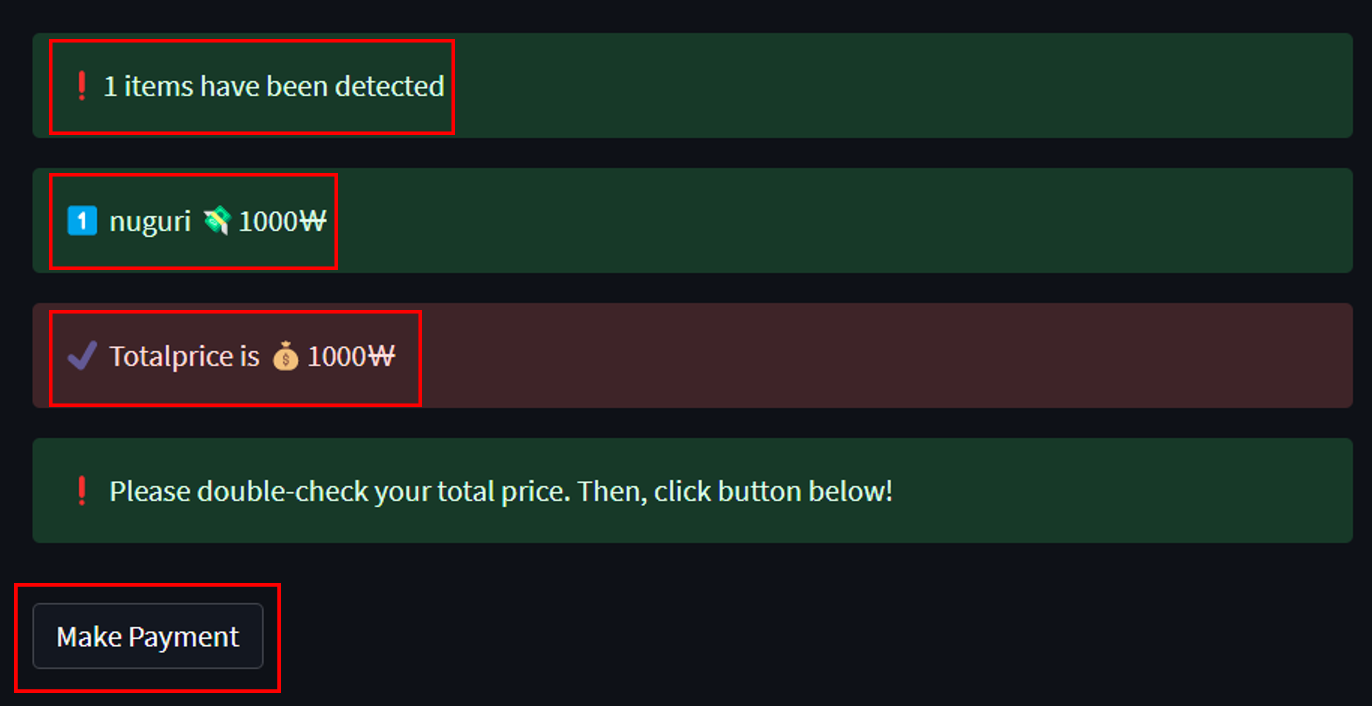 ❗ 1 items have been detected
1️⃣ nuguri 💸 1000₩
✔ Totalprice is 💰 1000₩
❗ Please double-check your total price. Then, click button below!
Make Payment